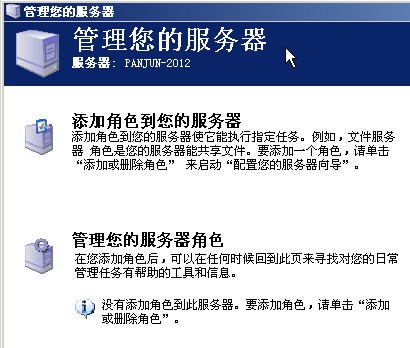 管理您的服务器
管理您的服务器
服务器: PANJUN-2012
添加角色到您的服务器
添加角色到您的服务器使它能执行指定任务。例如，文件服务
器 角色是您的服务器能共享文件。要添加一个角色，请单击
“添加或删除角色” 来启动“配置您的服务器向导”。
管理您的服务器角色
在您添加角色后，可以在任何时候回到此页来寻找对您的日常
管理任务有帮助的工具和信息。
没有添加角色到此服务器。要添加角色，请单击“添加
或删除角色”。